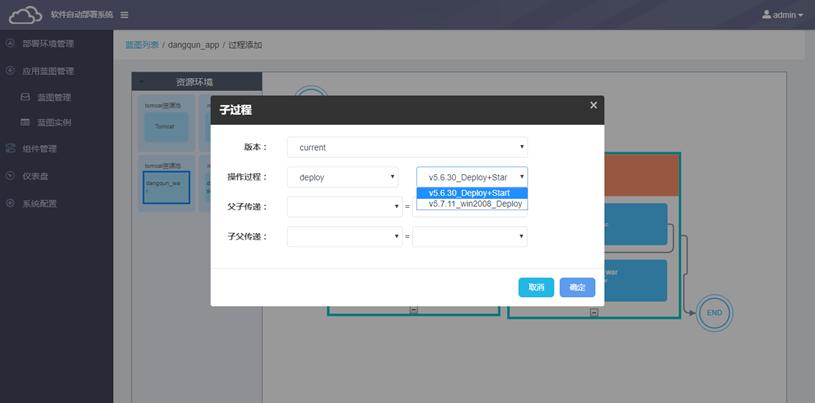 软件自动部署系统
admin
部署环境管理
应用蓝图管理
蓝图管理
蓝图实例
组件管理
仪表盘
系统配置
蓝图列表 / dangqun_app / 过程添加
资源环境
tomcat资源池
Tomcat
tomcat资源池
dangqun_wa
r
子过程
版本：
current
操作过程：
deploy
v5.6.30_Deploy+Star
v5.6.30_Deploy+Start
v5.7.11_win2008_Deploy
父子传递：
=
子父传递：
=
取消
确定
END